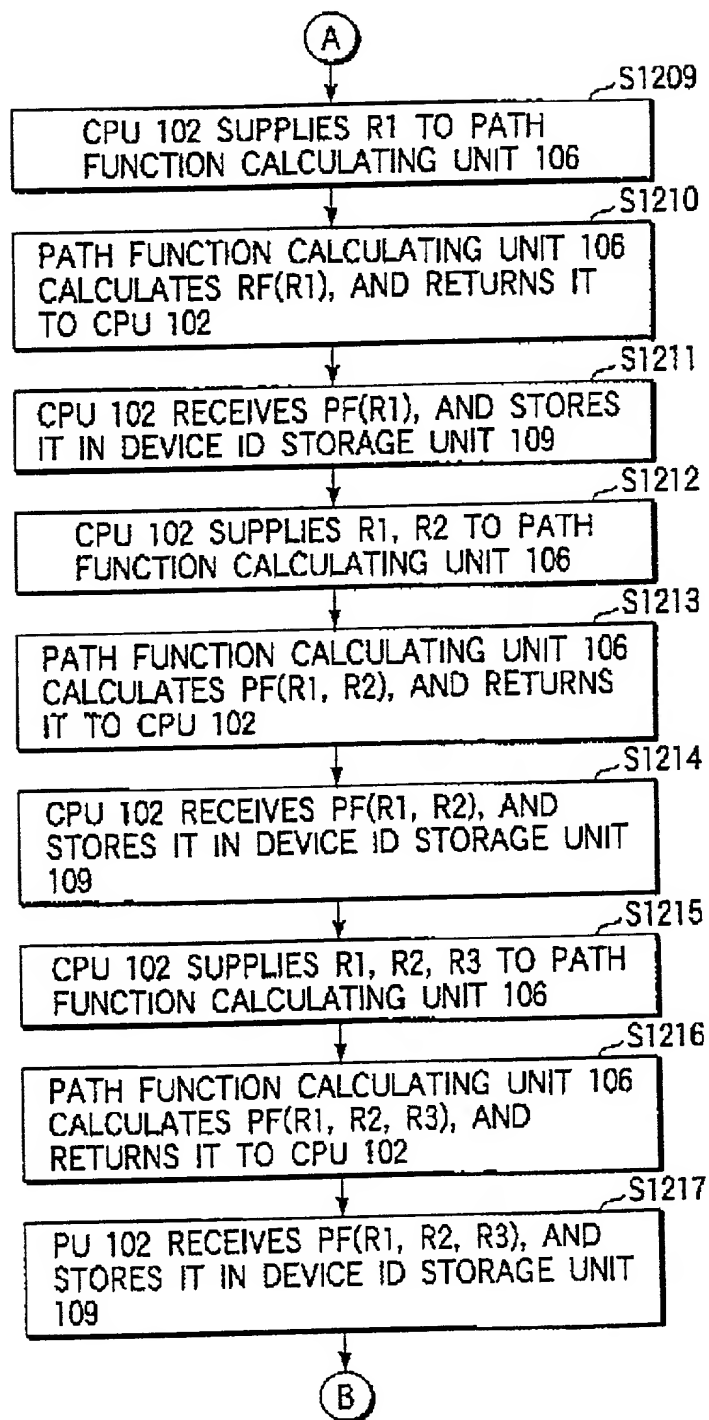 A
S1209
CPU 102 SUPPLIES R1 TO PATH
FUNCTION CALCULATING UNIT 106
S1210
PATH FUNCTION CALCULATING UNIT 106
CALCULATES RF(R1), AND RETURNS IT
TO CPU 102
S1211
CPU 102 RECEIVES PF(R1), AND STORES
IT IN DEVICE ID STORAGE UNIT 109
S1212
CPU 102 SUPPLIES R1, R2 TO PATH
FUNCTION CALCULATING UNIT 106
S1213
PATH FUNCTION CALCULATING UNIT 106
CALCULATES PF(R1, R2), AND RETURNS
IT TO CPU 102
S1214
CPU 102 RECEIVES PF(R1, R2), AND
STORES IT IN DEVICE ID STORAGE UNIT
109
S1215
CPU 102 SUPPLIES R1, R2, R3 TO PATH
FUNCTION CALCULATING UNIT 106
S1216
PATH FUNCTION CALCULATING UNIT 106
CALCULATES PF(R1, R2, R3), AND
RETURNS IT TO CPU 102
S1217
PU 102 RECEIVES PF(R1, R2, R3), AND
STORES IT IN DEVICE ID STORAGE UNIT
109
B